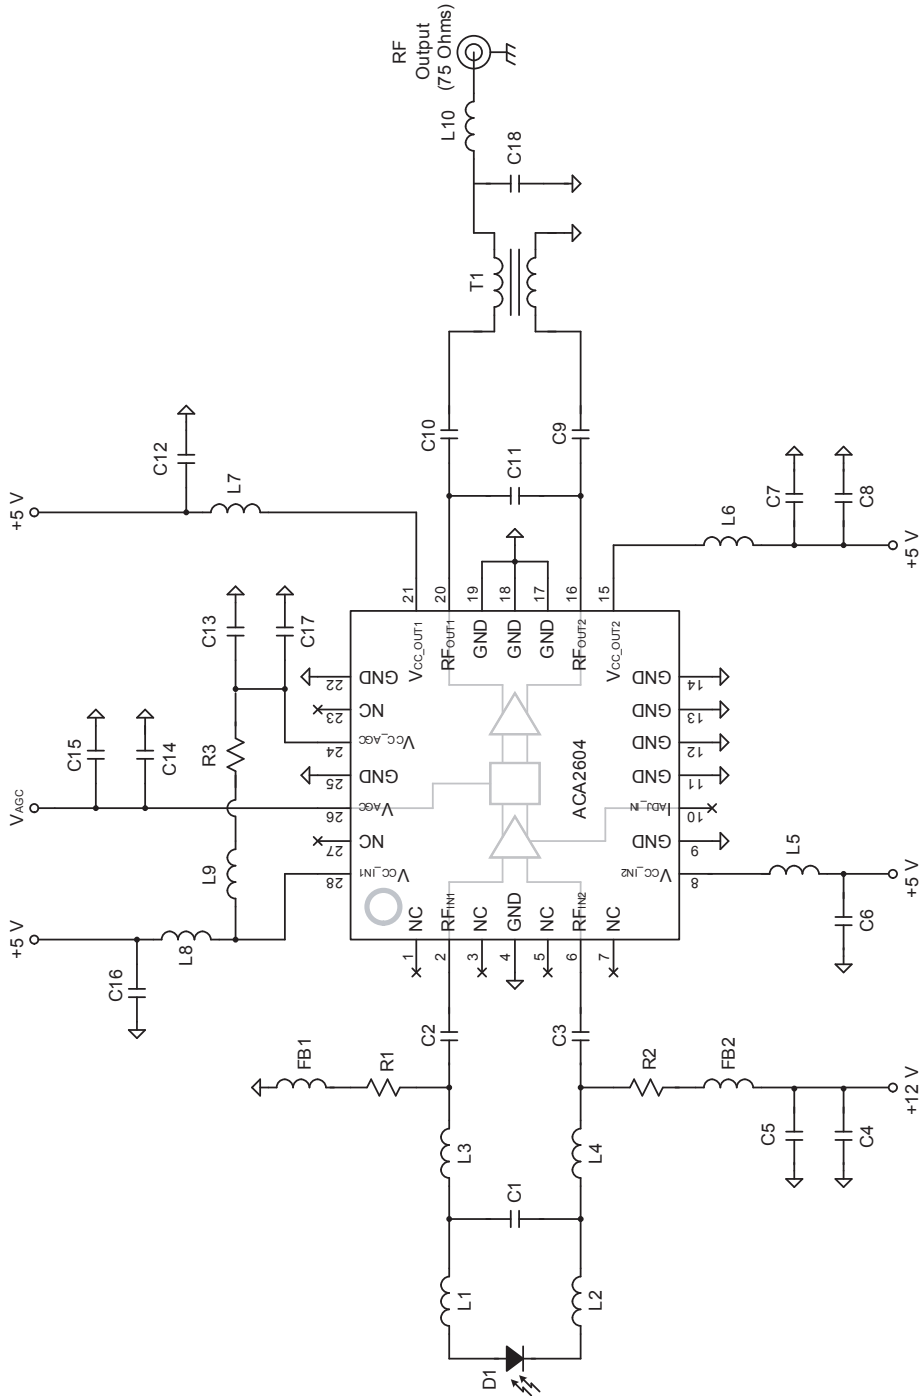 RF
Output
(75 Ohms)
L10
C18
T1
C10
C11
C9
+5 V
C12
L7
C13
C17
R3
L9
VAGC
C15
C14
+5 V
C16
L8
21
20
19
18
17
16
15
VCC_OUT1
RFOUT1
GND
GND
GND
RFOUT2
VCC_OUT2
22
23
24
25
26
27
28
GND
NC
VCC_AGC
GND
VAGC
NC
VCC_IN1
ACA2604
GND
GND
GND
GND
IADJ_IN
GND
VCC_IN2
14
13
12
11
10
9
8
NC
RFIN1
NC
GND
NC
RFIN2
NC
1
2
3
4
5
6
7
L6
C7
C8
+5 V
L5
C6
+5 V
C2
C3
FB1
R1
R2
FB2
C5
C4
+12 V
L3
L4
C1
L1
L2
D1